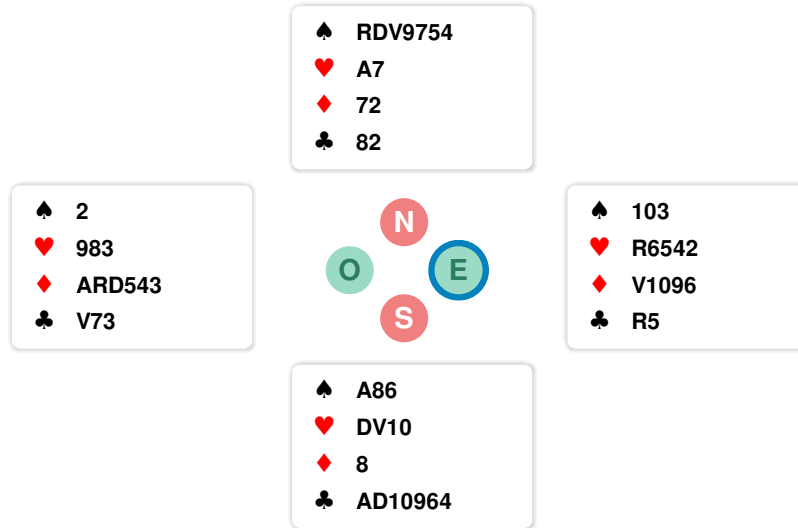 ♠ RDV9754
♥ A7
♦ 72
♣ 82
♠ 2
♥ 983
♦ ARD543
♣ V73
N
O
E
S
♠ 103
♥ R6542
♦ V1096
♣ R5
♠ A86
♥ DV10
♦ 8
♣ AD10964